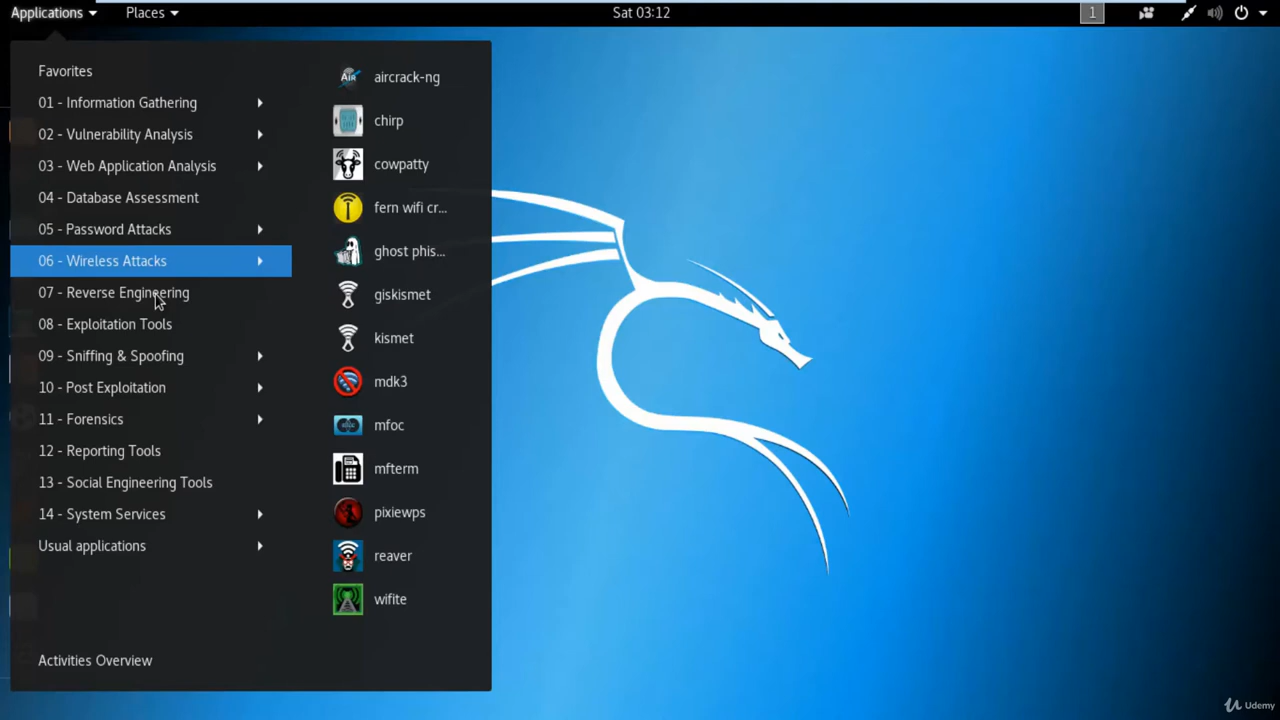 Applications Places Sat 03:12 1
Favorites
01 - Information Gathering
02 - Vulnerability Analysis
03 - Web Application Analysis
04 - Database Assessment
05 - Password Attacks
06 - Wireless Attacks
07 - Reverse Engineering
08 - Exploitation Tools
09 - Sniffing & Spoofing
10 - Post Exploitation
11 - Forensics
12 - Reporting Tools
13 - Social Engineering Tools
14 - System Services
Usual applications
Activities Overview
AIR
aircrack-ng
chirp
cowpatty
fern wifi cr...
ghost phis...
giskismet
kismet
mdk3
mfoc
mfterm
pixiewps
reaver
wifite
Udemy